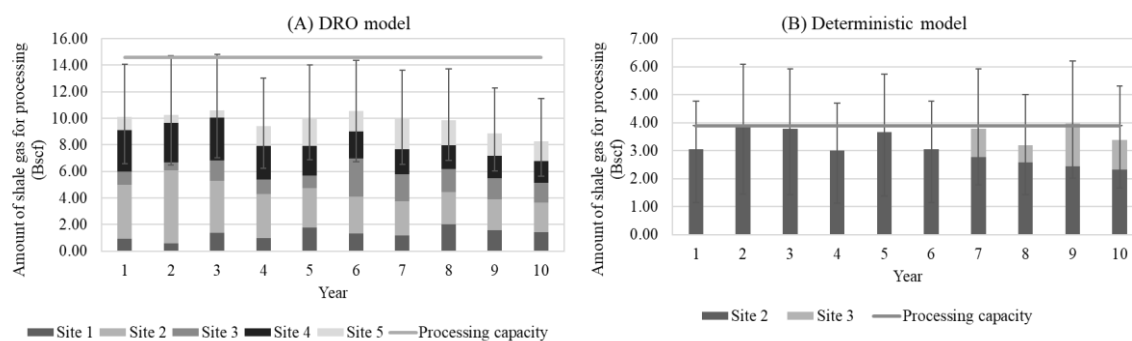 (A) DRO model
Amount of shale gas for processing
(Bscf)
16.00
14.00
12.00
10.00
8.00
6.00
4.00
2.00
0.00
1 2 3 4 5 6 7 8 9 10
Year
Site 1 Site 2 Site 3 Site 4 Site 5 Processing capacity
(B) Deterministic model
Amount of shale gas for processing
(Bscf)
7.00
6.00
5.00
4.00
3.00
2.00
1.00
0.00
1 2 3 4 5 6 7 8 9 10
Year
Site 2 Site 3 Processing capacity